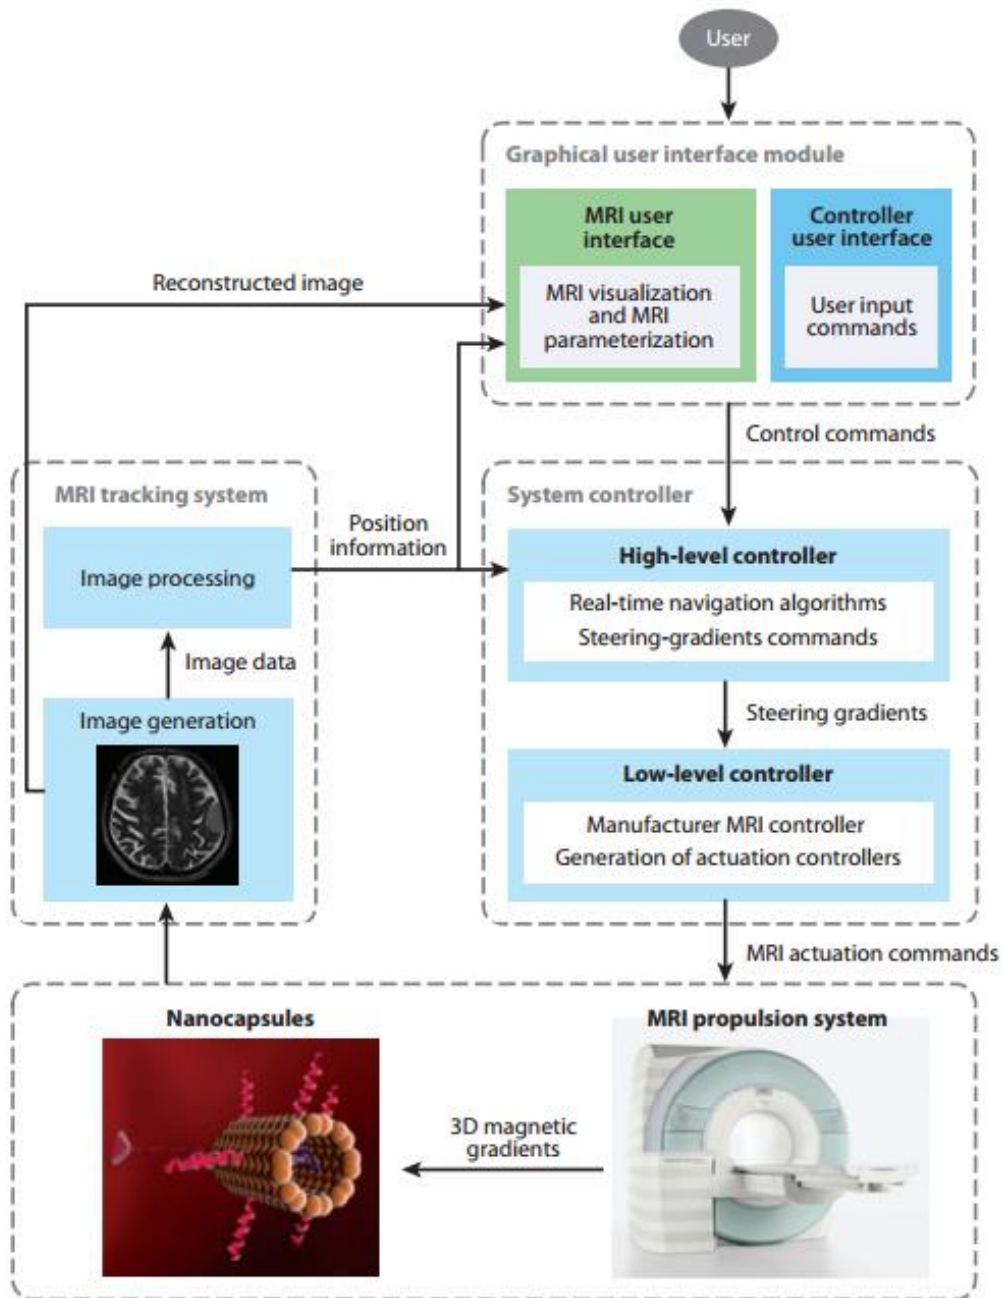 User
Graphical user interface module
MRI user
interface
MRI visualization
and MRI
parameterization
Controller
user interface
User input
commands
Reconstructed image
Control commands
MRI tracking system
Image processing
Position
information
Image data
Image generation
System controller
High-level controller
Real-time navigation algorithms
Steering-gradients commands
Steering gradients
Low-level controller
Manufacturer MRI controller
Generation of actuation controllers
MRI actuation commands
Nanocapsules
3D magnetic
gradients
MRI propulsion system